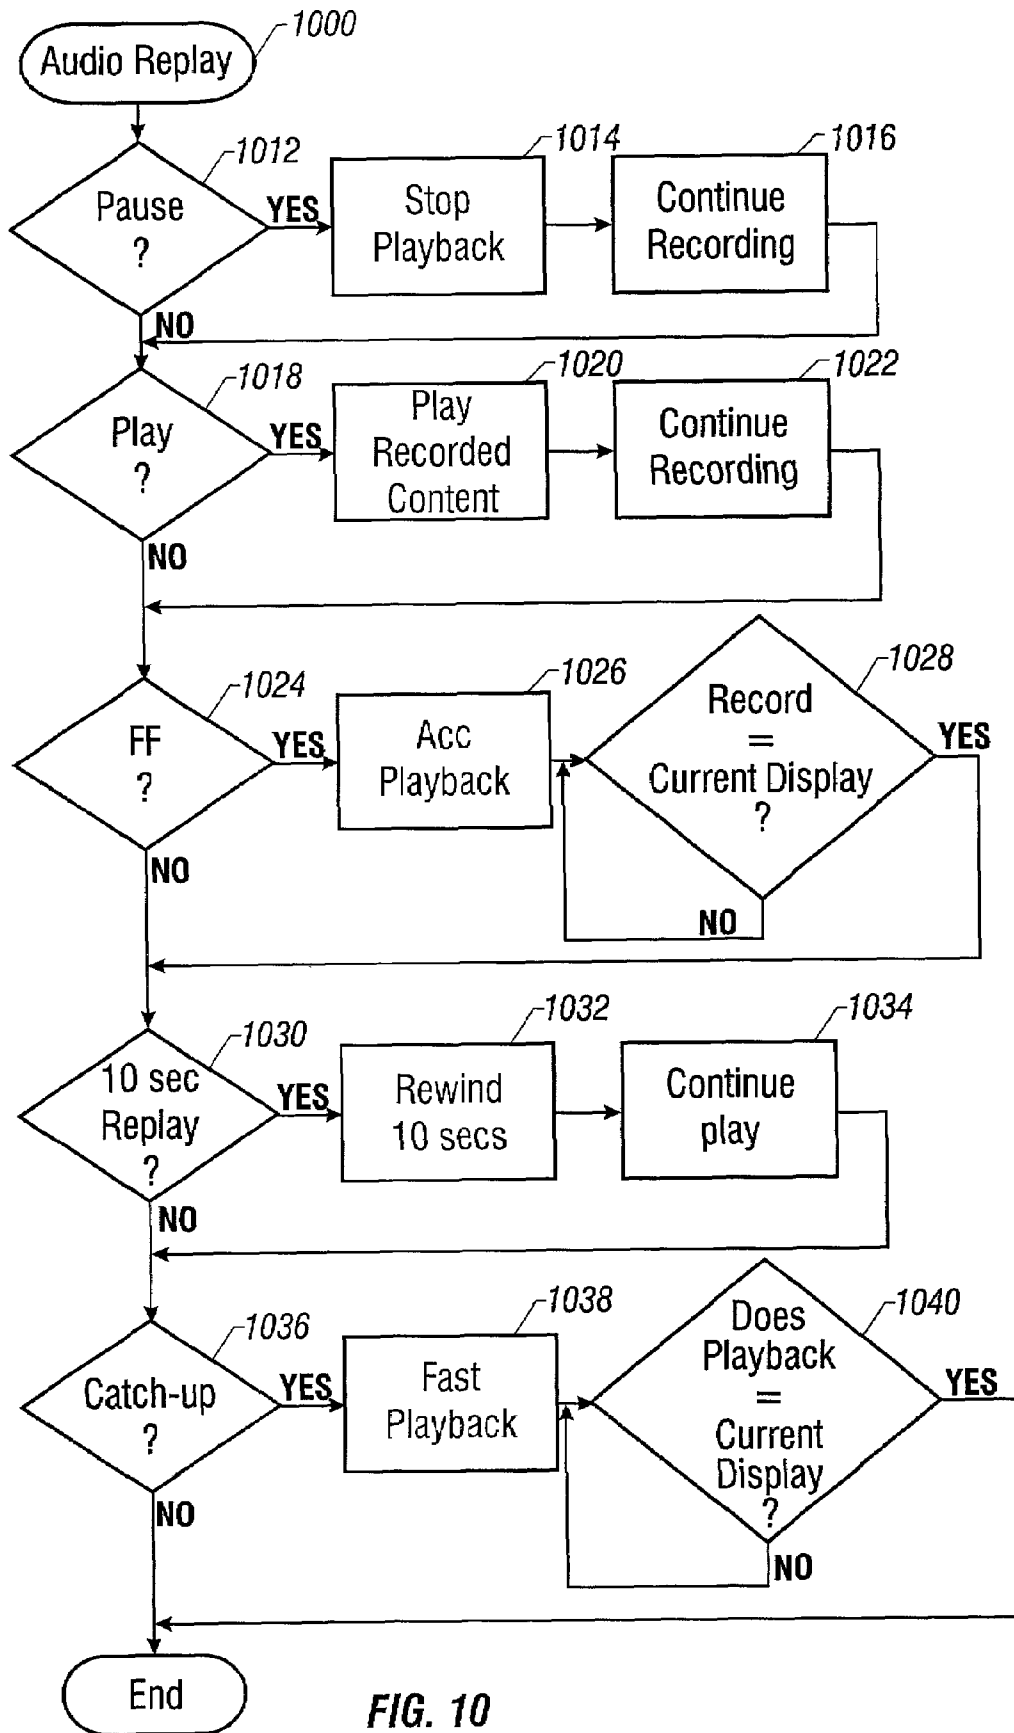 1000
Audio Replay
1012
Pause
?
YES
NO
1014
Stop
Playback
1016
Continue
Recording
1018
Play
?
YES
NO
1020
Play
Recorded
Content
1022
Continue
Recording
1024
FF
?
YES
NO
1026
Acc
Playback
1028
Record
=
Current Display
?
YES
NO
1030
10 sec
Replay
?
YES
NO
1032
Rewind
10 secs
1034
Continue
play
1036
Catch-up
?
YES
NO
1038
Fast
Playback
1040
Does
Playback
=
Current
Display
?
YES
NO
End
FIG. 10